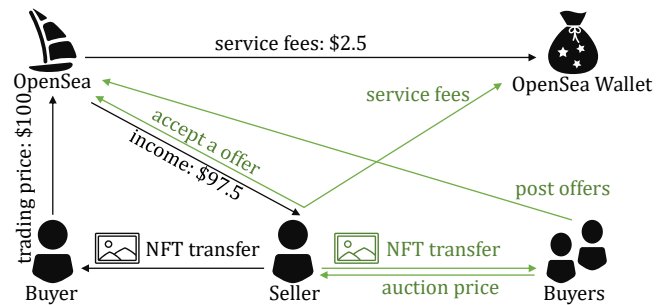 service fees: $2.5
OpenSea
OpenSea Wallet
service fees
accept a offer
income: $97.5
trading price: $100
post offers
NFT transfer
NFT transfer
auction price
Buyer
Seller
Buyers